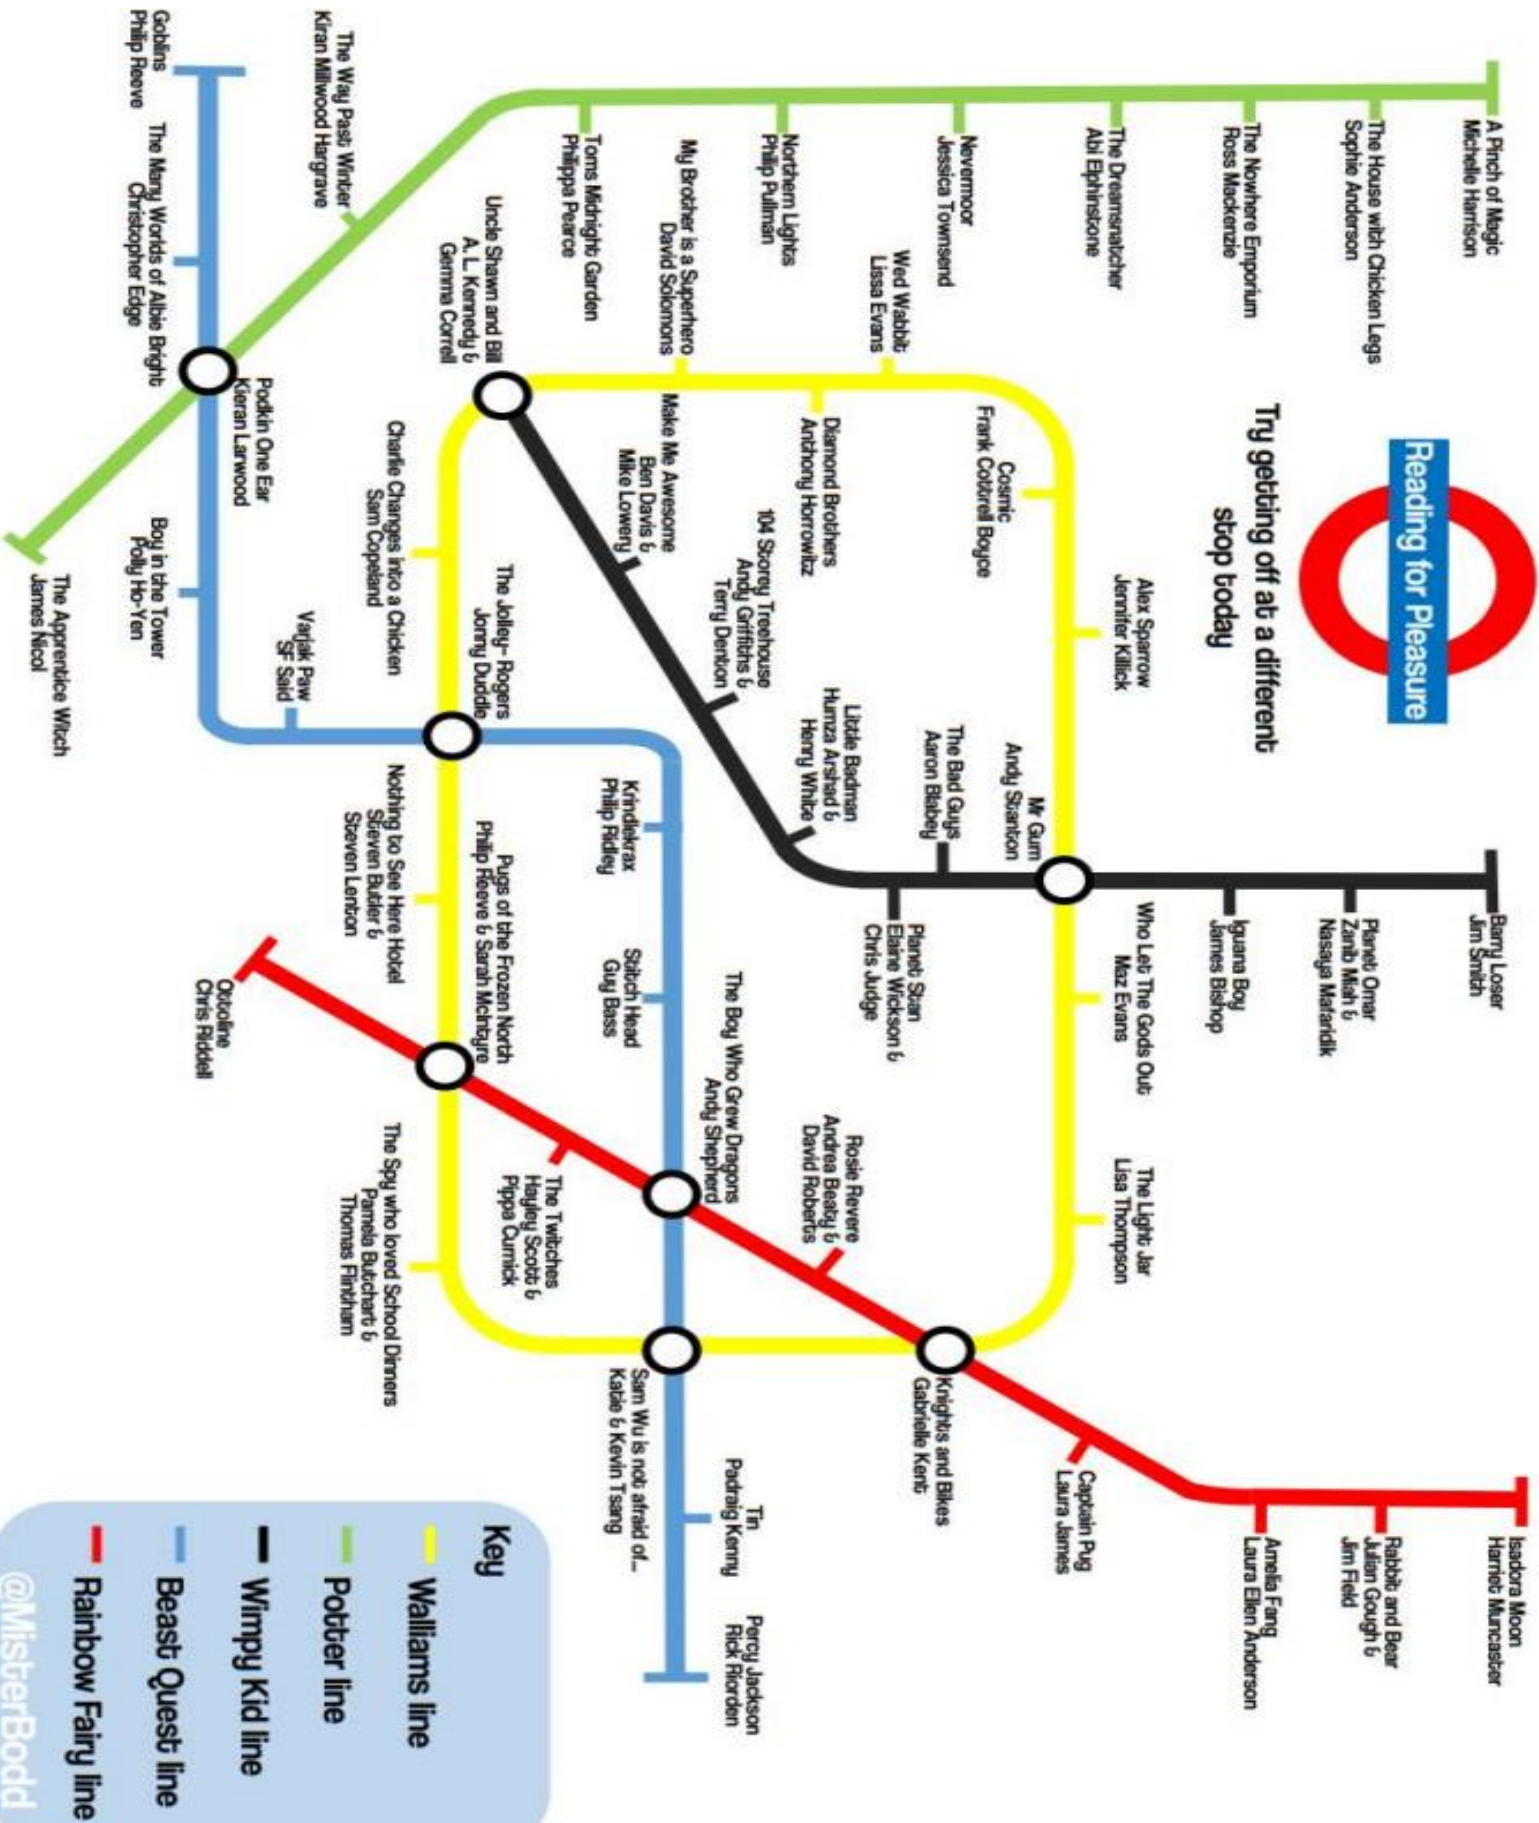 Reading for Pleasure
Try getting off at a different
stop today
A Pinch of Magic
Michelle Harrison
The House with Chicken Legs
Sophie Anderson
The Nowhere Emporium
Ross Mackenzie
The Dreamsnatcher
Abi Elphinstone
Nevermoor
Jessica Townsend
Northern Lights
Philip Pullman
Toms Midnight Garden
Philippa Pearce
The Way Past Winter
Kiran Millwood Hargrave
Podkin One Ear
Kieran Larwood
The Apprentice Witch
James Nicol
Goblins
Philip Reeve
The Many Worlds of Albie Bright
Christopher Edge
Boy in the Tower
Polly Ho-Yen
Varjak Paw
SF Said
The Jolley- Rogers
Jonny Duddle
Krindlekrax
Philip Ridley
Stitch Head
Guy Bass
The Boy Who Grew Dragons
Andy Shepherd
Sam Wu is not afraid of...
Katie & Kevin Tsang
Tin
Padraig Kenny
Percy Jackson
Rick Riorden
Wed Wabbit
Lissa Evans
Diamond Brothers
Anthony Horrowitz
My Brother is a Superhero
David Solomons
Uncle Shawn and Bill
A. L. Kennedy &
Gemma Correll
Charlie Changes into a Chicken
Sam Copeland
Nothing to See Here Hotel
Steven Butler &
Steven Lenton
Pugs of the Frozen North
Philip Reeve & Sarah McIntyre
The Spy who loved School Dinners
Pamela Butchart &
Thomas Flintham
Cosmic
Frank Cottrell Boyce
Alex Sparrow
Jennifer Killick
Mr Gum
Andy Stanton
Who Let The Gods Out
Maz Evans
The Light Jar
Lisa Thompson
Knights and Bikes
Gabrielle Kent
Barry Loser
Jim Smith
Planet Omar
Zanib Miah &
Nasaya Mafaridik
Iguana Boy
James Bishop
The Bad Guys
Aaron Blabey
Planet Stan
Elaine Wickson &
Chris Judge
Little Badman
Humza Arshad &
Henry White
104 Storey Treehouse
Andy Griffiths &
Terry Denton
Make Me Awesome
Ben Davis &
Mike Lowery
Isadora Moon
Harriet Muncaster
Rabbit and Bear
Julian Gough &
Jim Field
Amelia Fang
Laura Ellen Anderson
Captain Pug
Laura James
Rosie Revere
Andrea Beaty &
David Roberts
The Twitches
Hayley Scott &
Pippa Curnick
Ottoline
Chris Riddell
Key
Walliams line
Potter line
Wimpy Kid line
Beast Quest line
Rainbow Fairy line
@MisterBodd